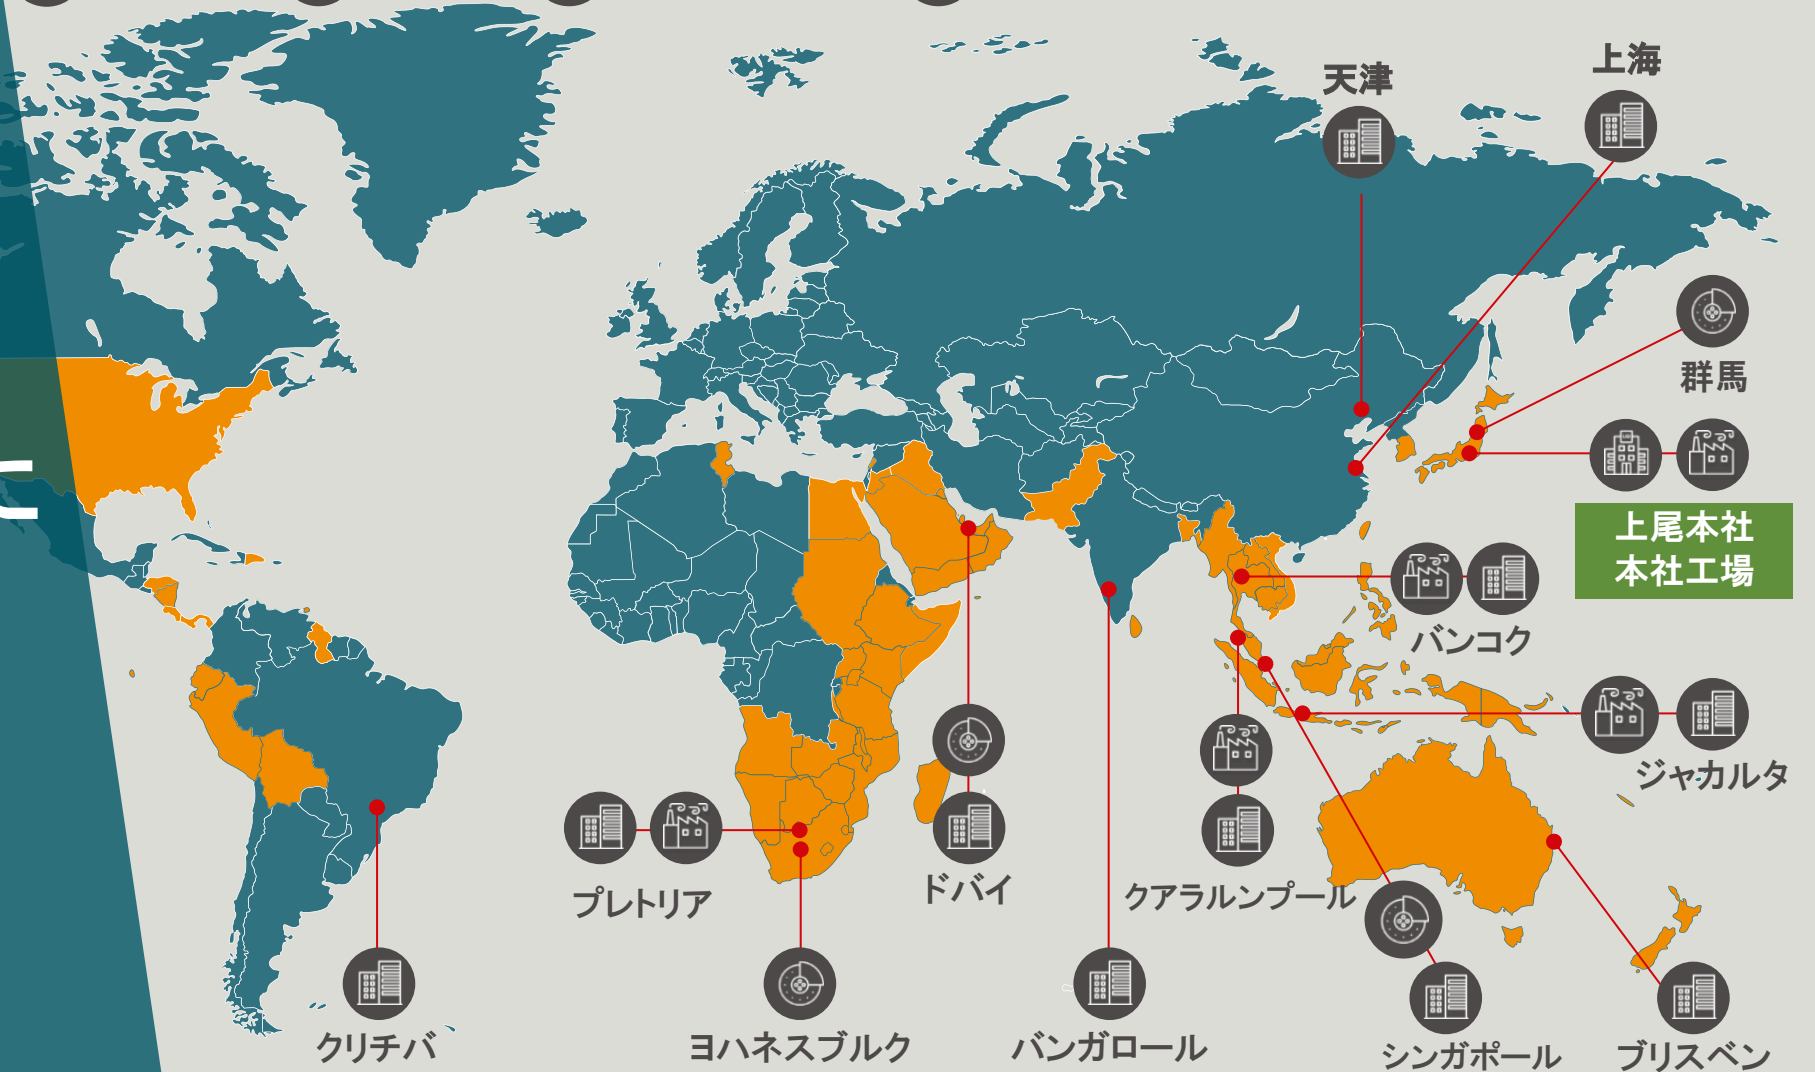 上海
天津
群馬
上尾本社
本社工場
バンコク
ジャカルタ
クアラルンプール
ドバイ
プレトリア
クリチバ
ヨハネスブルク
バンガロール
シンガポール
ブリスベン